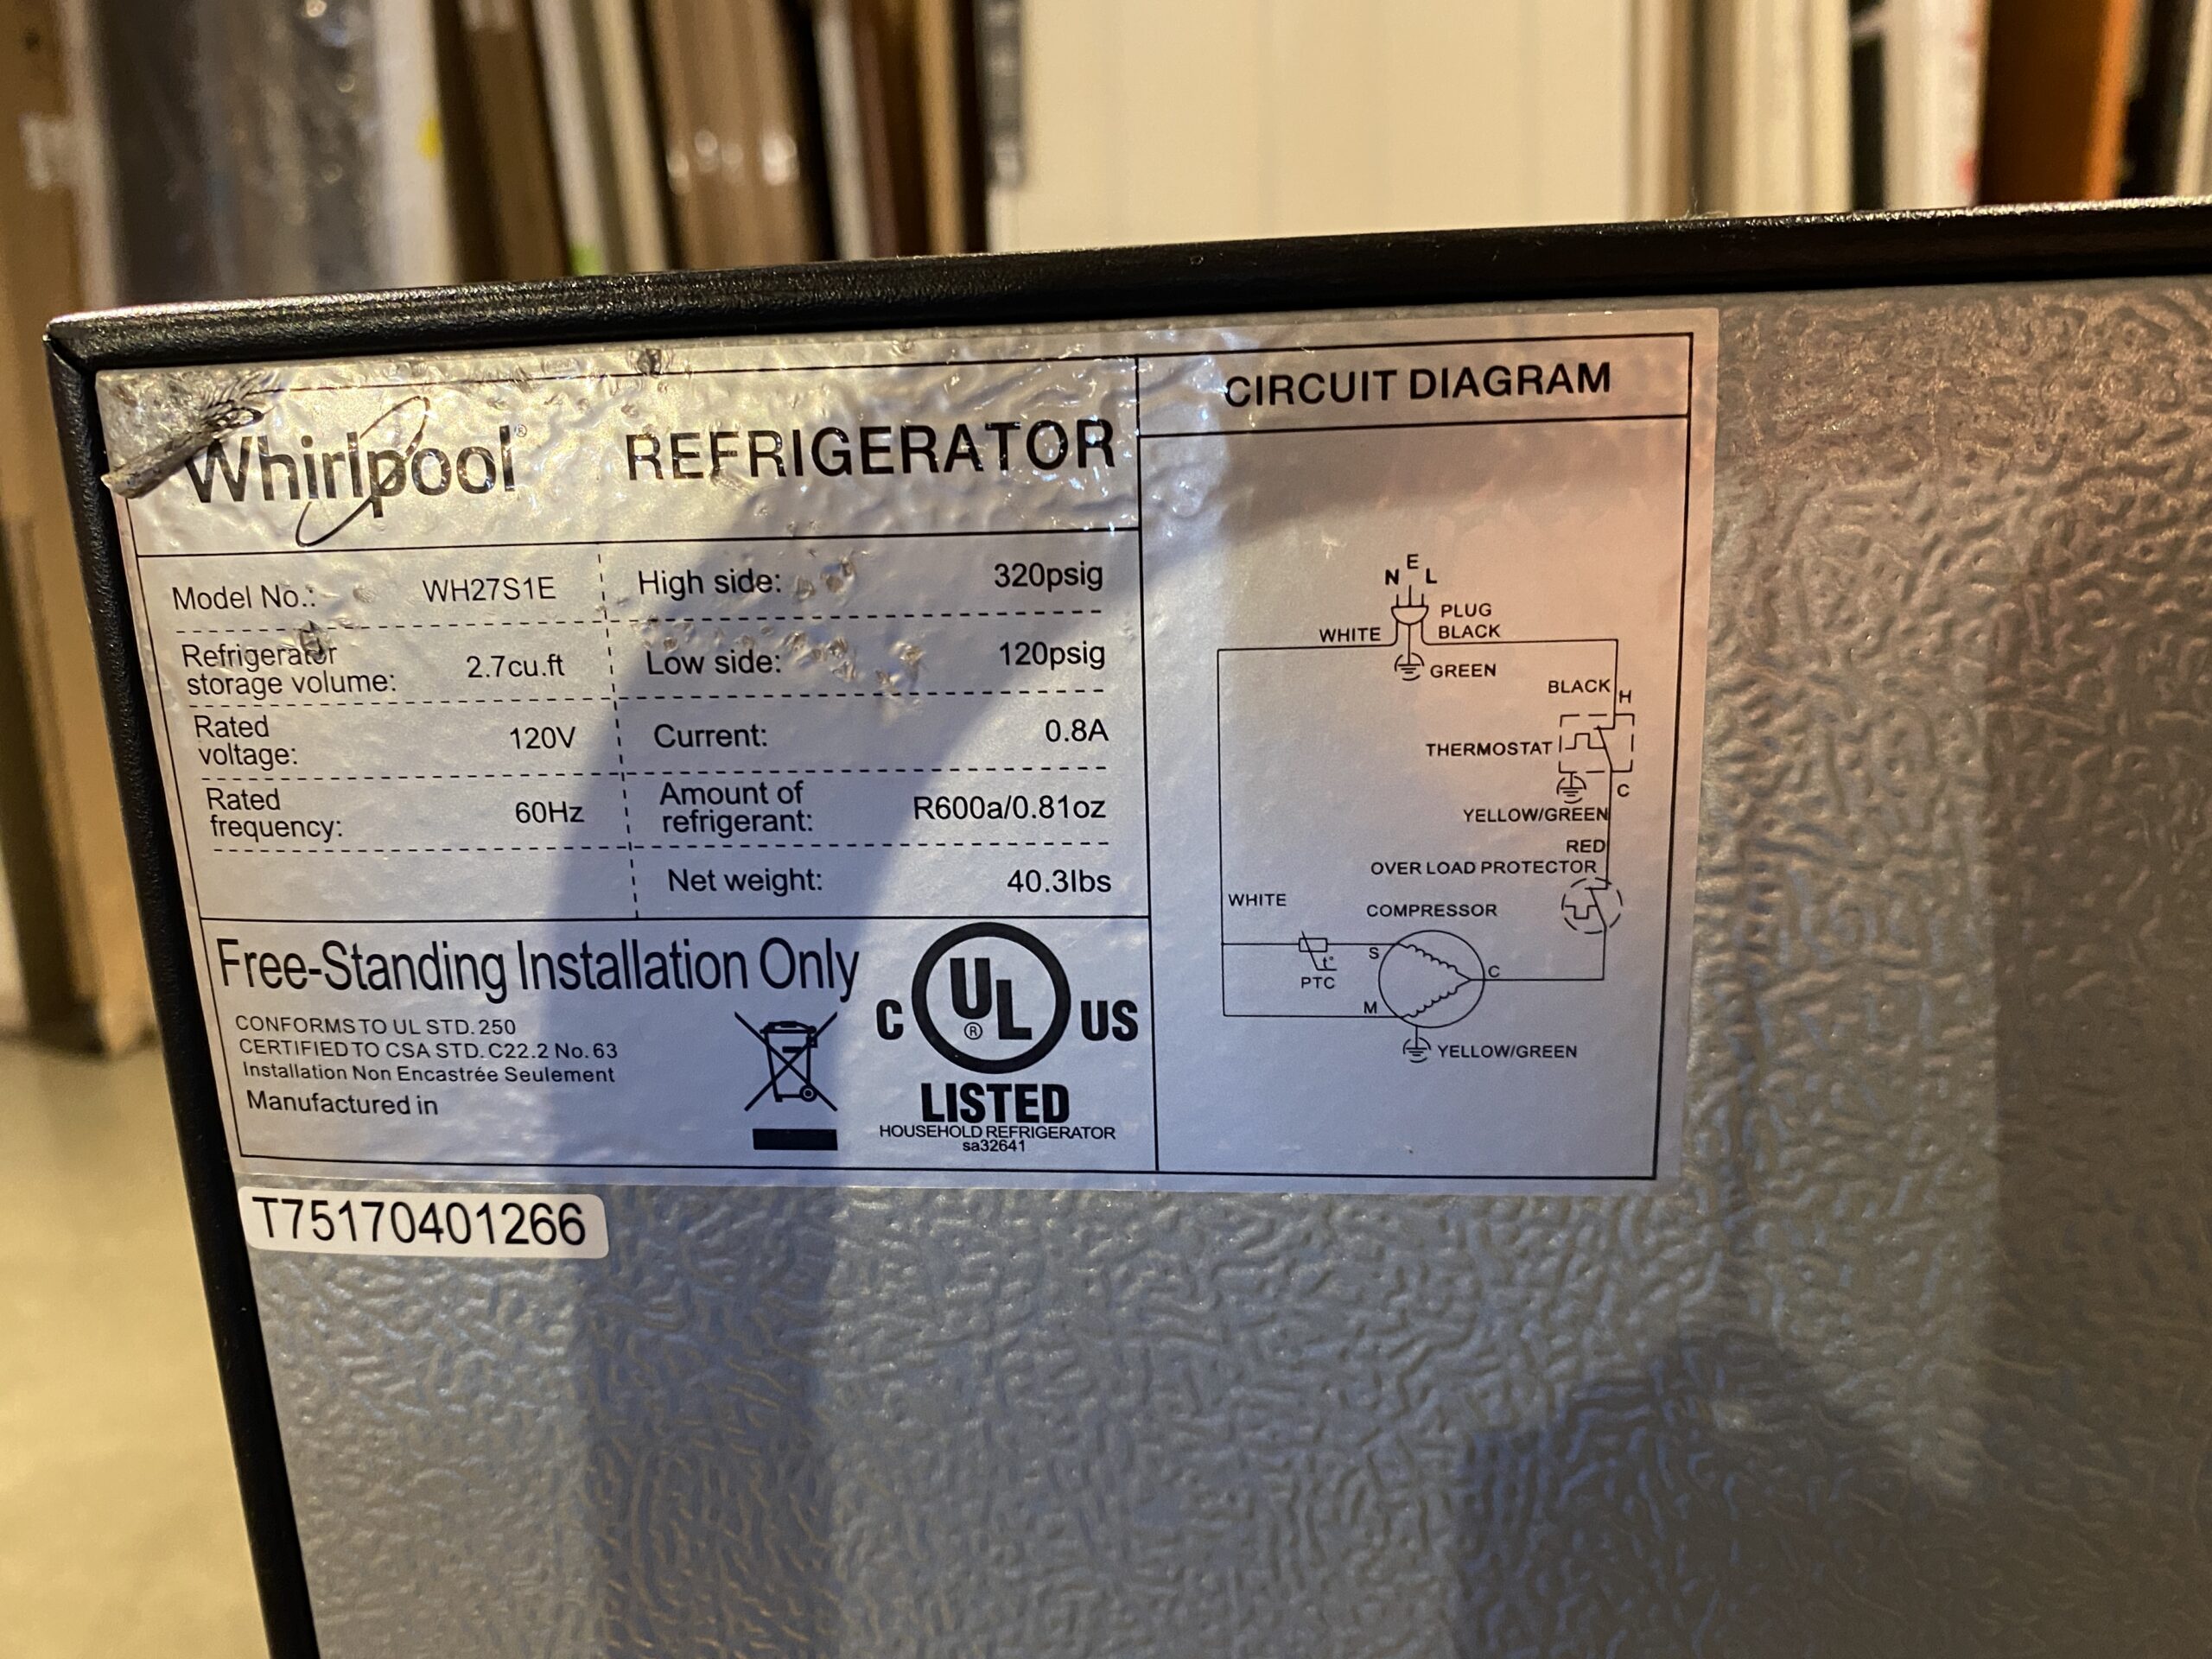 Whirlpool® REFRIGERATOR
Model No.: WH27S1E
Refrigerator
storage volume: 2.7cu.ft
Rated
voltage: 120V
Rated
frequency: 60Hz
High side: 320psig
Low side: 120psig
Current: 0.8A
Amount of
refrigerant: R600a/0.81oz
Net weight: 40.3lbs
Free-Standing Installation Only
CONFORMS TO UL STD. 250
CERTIFIED TO CSA STD. C22.2 No. 63
Installation Non Encastrée Seulement
Manufactured in
C UL® US
LISTED
HOUSEHOLD REFRIGERATOR
sa32641
CIRCUIT DIAGRAM
N E L
PLUG
WHITE BLACK
GREEN
BLACK H
THERMOSTAT
C
YELLOW/GREEN
RED
OVER LOAD PROTECTOR
WHITE
COMPRESSOR
S
t°
C
PTC
M
YELLOW/GREEN
T75170401266